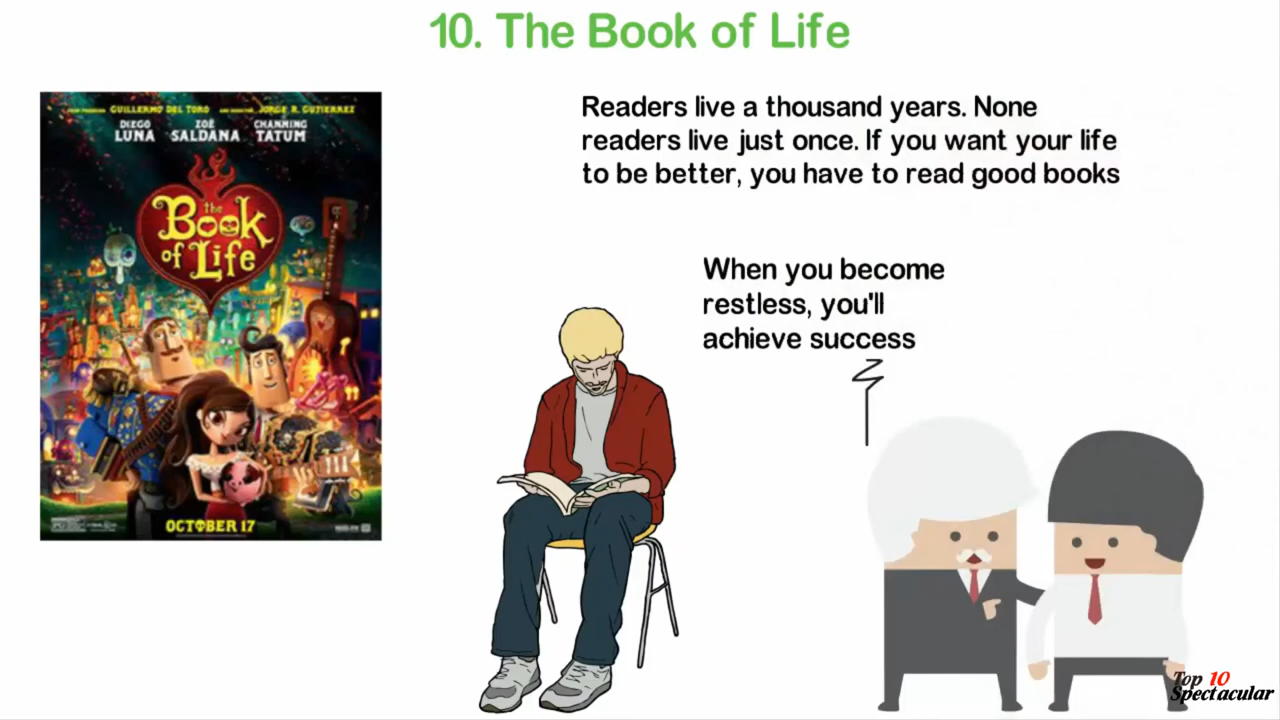 10. The Book of Life
GUILLERMO DEL TORO JORGE R. GUTIERREZ
DIEGO ZOE CHANNING
LUNA SALDANA TATUM
the
Book
of Life
OCTOBER 17
Readers live a thousand years. None
readers live just once. If you want your life
to be better, you have to read good books
When you become
restless, you'll
achieve success
Top 10
Spectacular